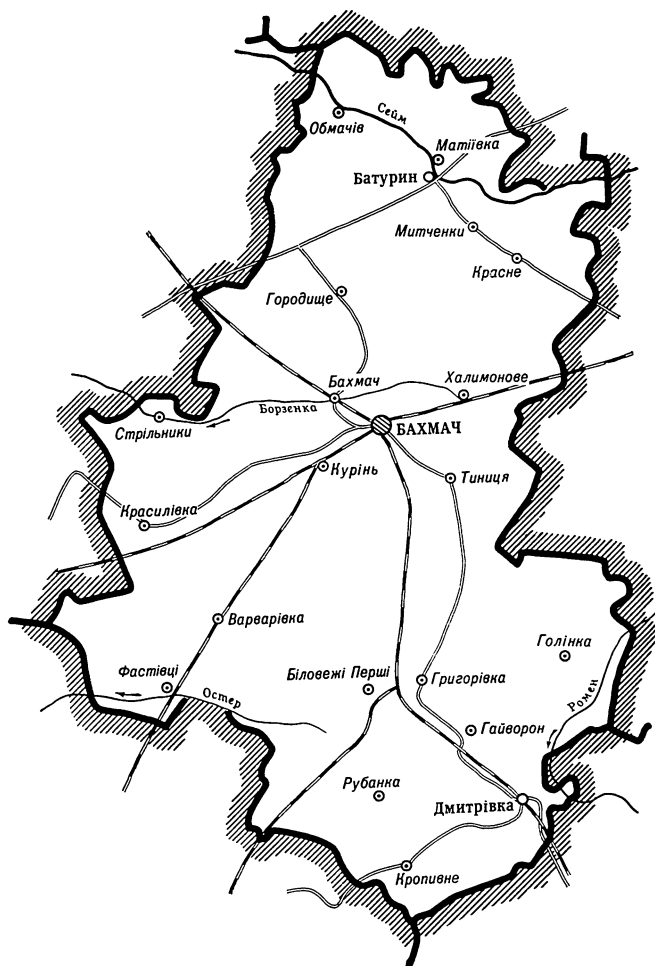 Сейм
Обмачів
Матіївка
Батурин
Митченки
Красне
Городище
Бахмач
Халимонове
Борзенка
Стрільники
БАХМАЧ
Курінь
Тиниця
Красилівка
Варварівка
Голінка
Фастівці
Біловежі Перші
Григорівка
Остер
Ромен
Гайворон
Рубанка
Дмитрівка
Кропивне